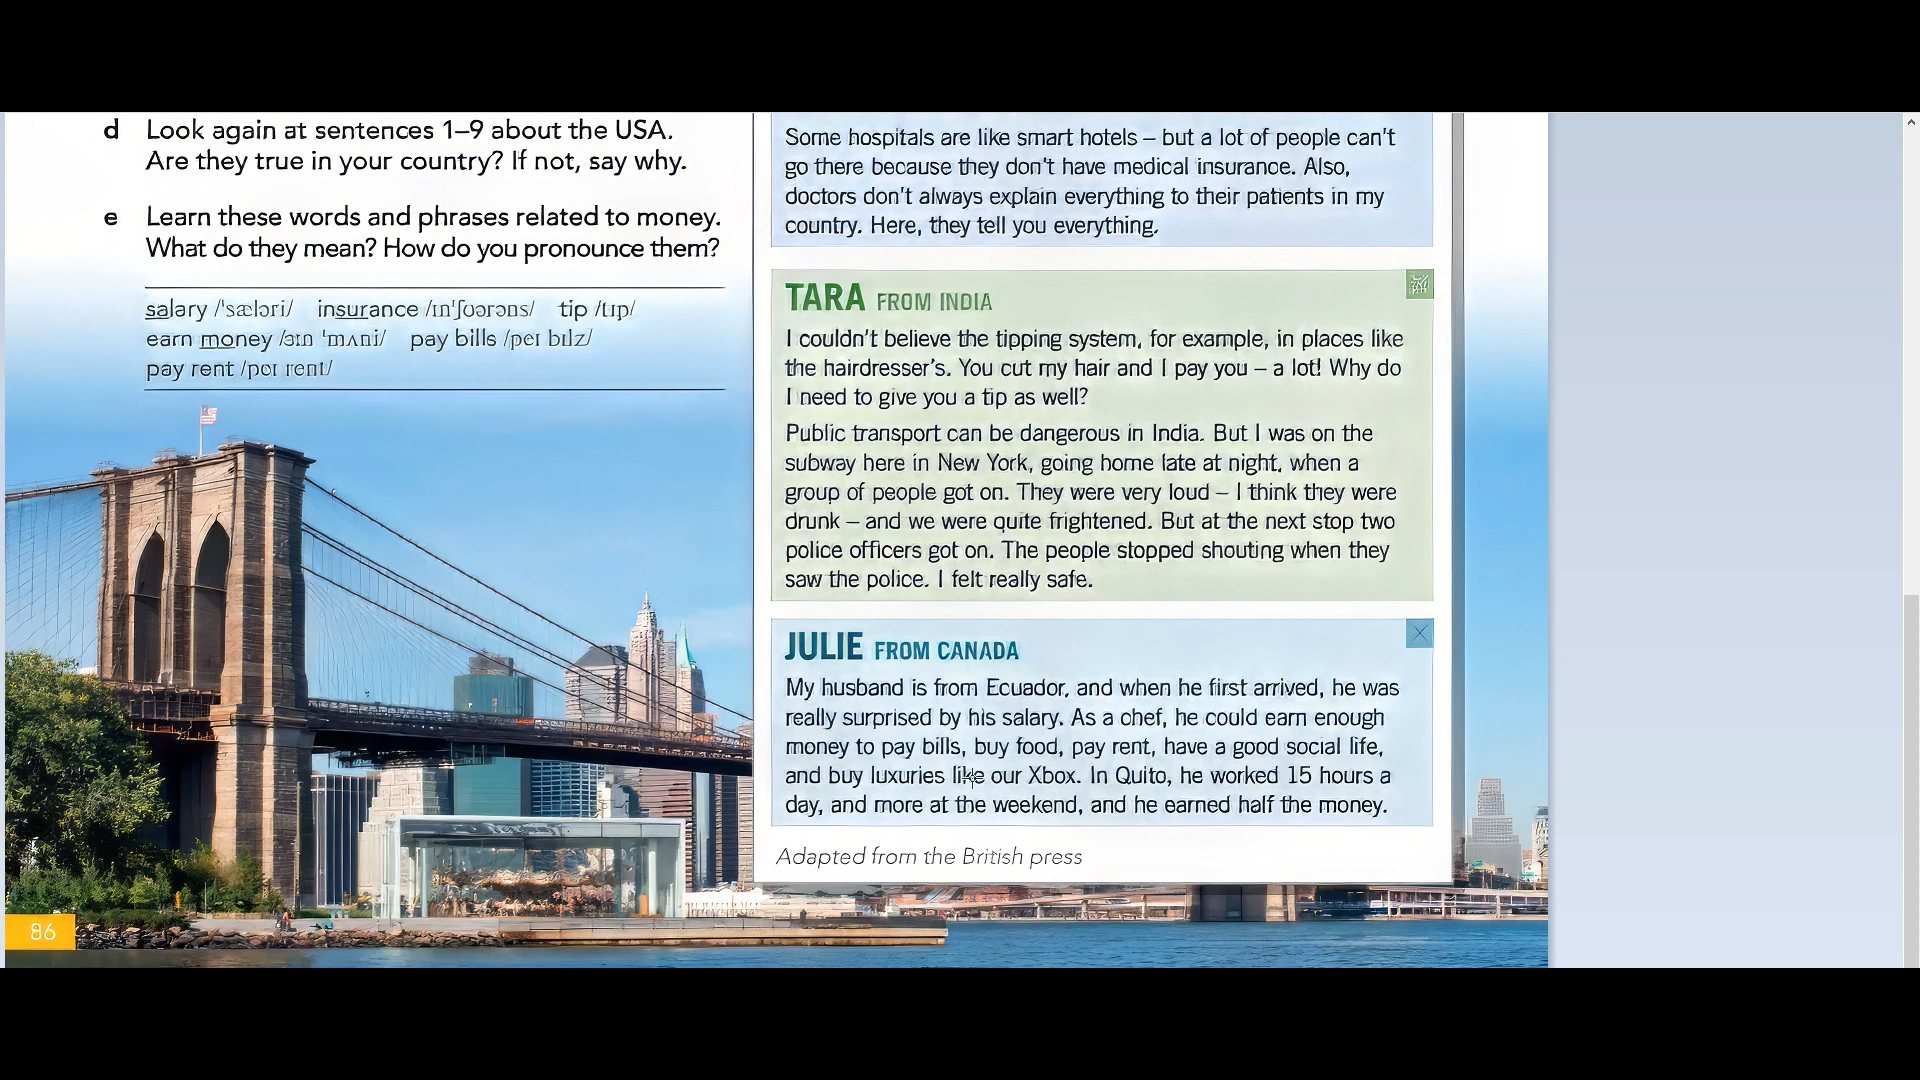 d Look again at sentences 1–9 about the USA.
Are they true in your country? If not, say why.
e Learn these words and phrases related to money.
What do they mean? How do you pronounce them?
salary /ˈsæləri/ insurance /ɪnˈʃʊərəns/ tip /tɪp/
earn money /ɜːn ˈmʌni/ pay bills /peɪ bɪlz/
pay rent /peɪ rent/
86
Some hospitals are like smart hotels – but a lot of people can't
go there because they don't have medical insurance. Also,
doctors don't always explain everything to their patients in my
country. Here, they tell you everything.
TARA FROM INDIA
I couldn't believe the tipping system, for example, in places like
the hairdresser's. You cut my hair and I pay you – a lot! Why do
I need to give you a tip as well?
Public transport can be dangerous in India. But I was on the
subway here in New York, going home late at night, when a
group of people got on. They were very loud – I think they were
drunk – and we were quite frightened. But at the next stop two
police officers got on. The people stopped shouting when they
saw the police. I felt really safe.
JULIE FROM CANADA
My husband is from Ecuador, and when he first arrived, he was
really surprised by his salary. As a chef, he could earn enough
money to pay bills, buy food, pay rent, have a good social life,
and buy luxuries like our Xbox. In Quito, he worked 15 hours a
day, and more at the weekend, and he earned half the money.
Adapted from the British press